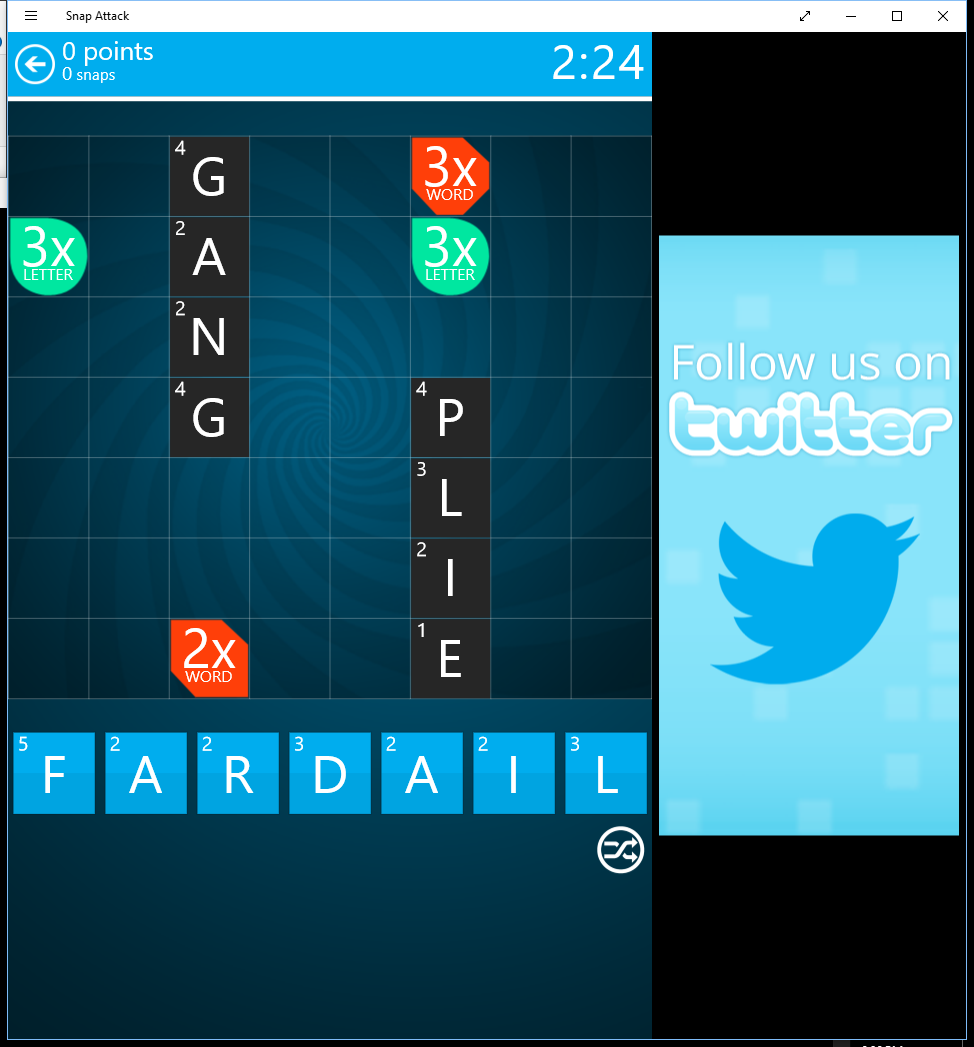 Snap Attack
0 points
0 snaps
2:24
4 G
3x
WORD
3x
LETTER
2 A
3x
LETTER
2 N
4 G
4 P
3 L
2 I
2x
WORD
1 E
5 F 2 A 2 R 3 D 2 A 2 I 3 L
Follow us on
twitter